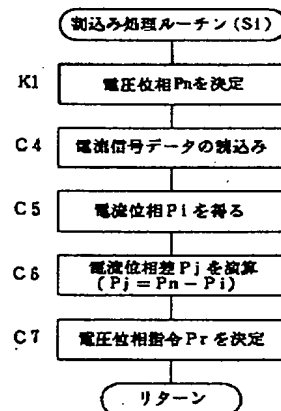 割込み処理ルーチン(Si)
K1
電圧位相Pnを決定
C4
電流信号データの読込み
C5
電流位相Piを得る
C6
電流位相差Pjを演算
(Pj=Pn-Pi)
C7
電圧位相指令Prを決定
リターン